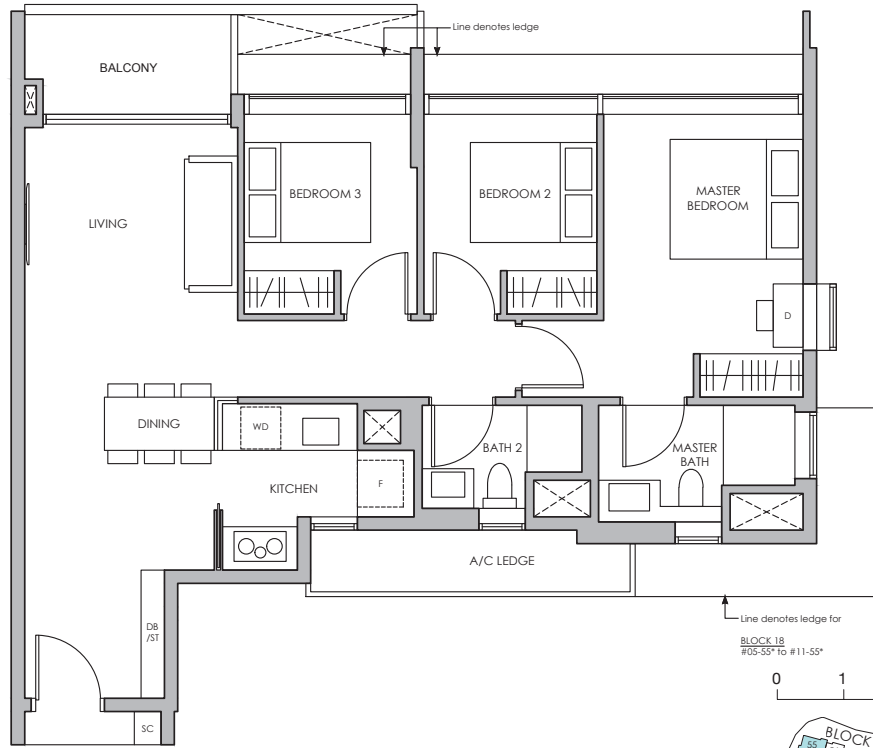 Line denotes ledge
BALCONY
BEDROOM 3
BEDROOM 2
MASTER
BEDROOM
LIVING
D
DINING
WD
BATH 2
MASTER
BATH
KITCHEN
F
A/C LEDGE
DB
/ST
Line denotes ledge for
BLOCK 18
#05-55* to #11-55*
0 1
SC
BLOCK
55